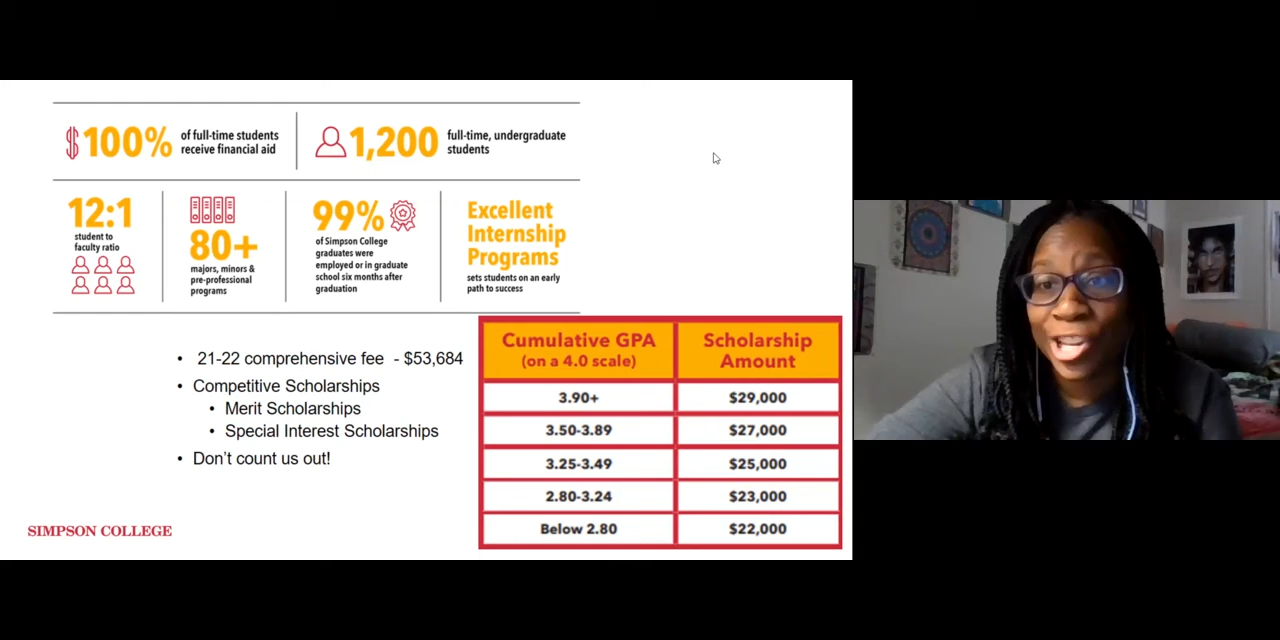 100%
of full-time students
receive financial aid
1,200
full-time, undergraduate
students
12:1
student to
faculty ratio
80+
majors, minors &
pre-professional
programs
99%
of Simpson College
graduates were
employed or in graduate
school six months after
graduation
Excellent
Internship
Programs
sets students on an early
path to success
• 21-22 comprehensive fee - $53,684
• Competitive Scholarships
• Merit Scholarships
• Special Interest Scholarships
• Don't count us out!
SIMPSON COLLEGE
Cumulative GPA
(on a 4.0 scale)
Scholarship
Amount
3.90+ $29,000
3.50-3.89 $27,000
3.25-3.49 $25,000
2.80-3.24 $23,000
Below 2.80 $22,000